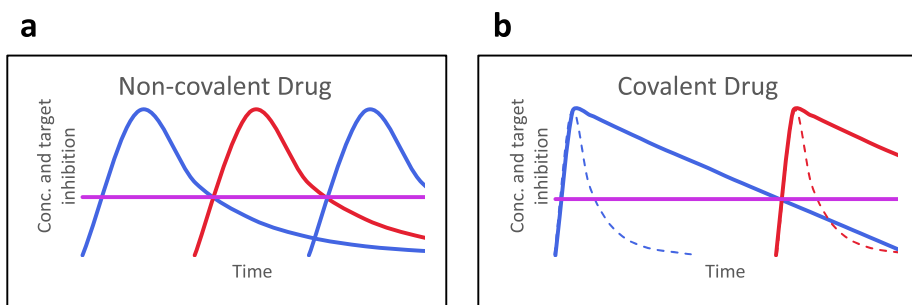 a
Non-covalent Drug
Conc. and target
inhibition
Time
b
Covalent Drug
Conc. and target
inhibition
Time